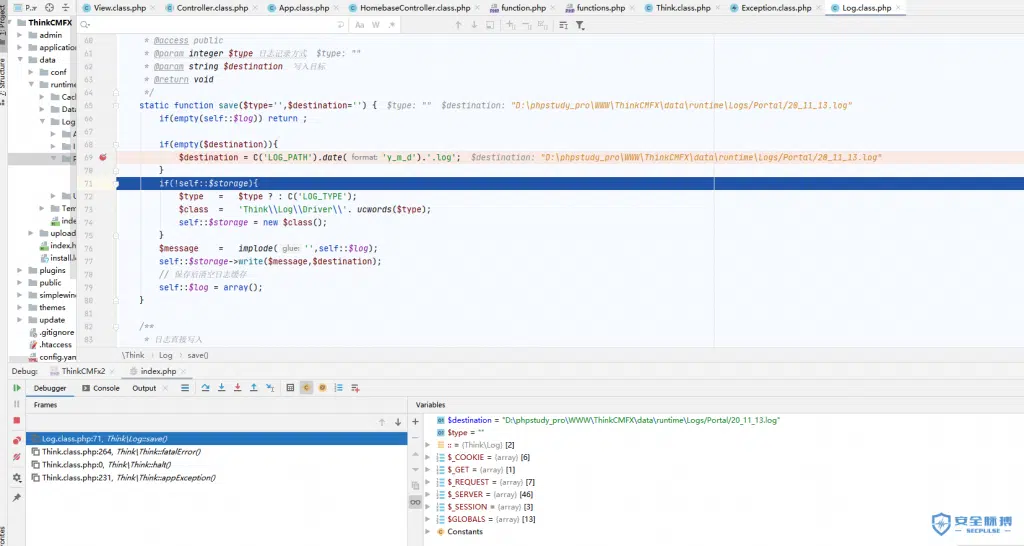 View.class.php Controller.class.php App.class.php HomebaseController.class.php function.php functions.php Think.class.php Exception.class.php Log.class.php
Aa W .*
ThinkCMFX
admin
application
data
conf
runtime
Data
Log
upload
index.h
install.l
plugins
public
simplewind
themes
update
.gitignore
.htaccess
config.yam
60 * @access public
61 * @param integer $type 日志记录方式 $type: ""
62 * @param string $destination 写入目标
63 * @return void
64 */
65 static function save($type='',$destination='') { $type: "" $destination: "D:\phpstudy_pro\WWW\ThinkCMFX\data\runtime\Logs/Portal/20_11_13.log"
66 if(empty(self::$log)) return ;
67
68 if(empty($destination)){
69 $destination = C('LOG_PATH').date( format: 'y_m_d').'.log'; $destination: "D:\phpstudy_pro\WWW\ThinkCMFX\data\runtime\Logs/Portal/20_11_13.log"
70 }
71 if(!self::$storage){
72 $type = $type ? : C('LOG_TYPE');
73 $class = 'Think\\Log\\Driver\\'. ucwords($type);
74 self::$storage = new $class();
75 }
76 $message = implode( glue: '',self::$log);
77 self::$storage->write($message,$destination);
78 // 保存后清空日志缓存
79 self::$log = array();
80 }
81
82 /**
83 * 日志直接写入
\Think › Log › save()
Debug: ThinkCMFx2 index.php
Debugger Console Output
Frames
Variables
Log.class.php:71, Think\Log::save()
Think.class.php:264, Think\Think::fatalError()
Think.class.php:0, Think\Think::halt()
Think.class.php:231, Think\Think::appException()
$destination = "D:\phpstudy_pro\WWW\ThinkCMFX\data\runtime\Logs/Portal/20_11_13.log"
$type = ""
:: = {Think\Log} [2]
$_COOKIE = {array} [6]
$_GET = {array} [1]
$_REQUEST = {array} [7]
$_SERVER = {array} [46]
$_SESSION = {array} [3]
$GLOBALS = {array} [13]
Constants
安全脉搏
SECPULSE